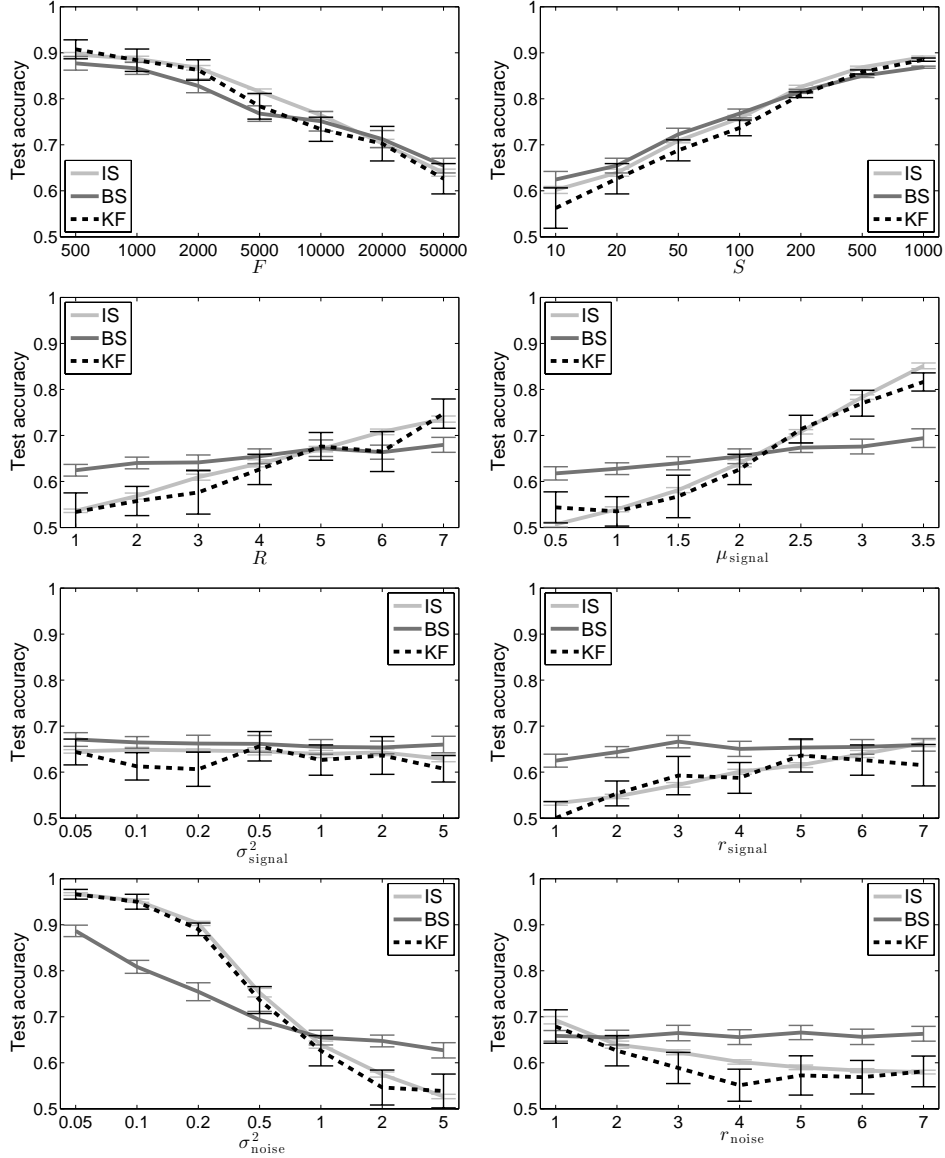 1
0.9
0.8
0.7
0.6
0.5
Test accuracy
IS
BS
KF
500 1000 2000 5000 10000 20000 50000
F
1
0.9
0.8
0.7
0.6
0.5
Test accuracy
IS
BS
KF
10 20 50 100 200 500 1000
S
1
0.9
0.8
0.7
0.6
0.5
Test accuracy
IS
BS
KF
1 2 3 4 5 6 7
R
1
0.9
0.8
0.7
0.6
0.5
Test accuracy
IS
BS
KF
0.5 1 1.5 2 2.5 3 3.5
μsignal
1
0.9
0.8
0.7
0.6
0.5
Test accuracy
IS
BS
KF
0.05 0.1 0.2 0.5 1 2 5
σ²signal
1
0.9
0.8
0.7
0.6
0.5
Test accuracy
IS
BS
KF
1 2 3 4 5 6 7
rsignal
1
0.9
0.8
0.7
0.6
0.5
Test accuracy
IS
BS
KF
0.05 0.1 0.2 0.5 1 2 5
σ²noise
1
0.9
0.8
0.7
0.6
0.5
Test accuracy
IS
BS
KF
1 2 3 4 5 6 7
rnoise